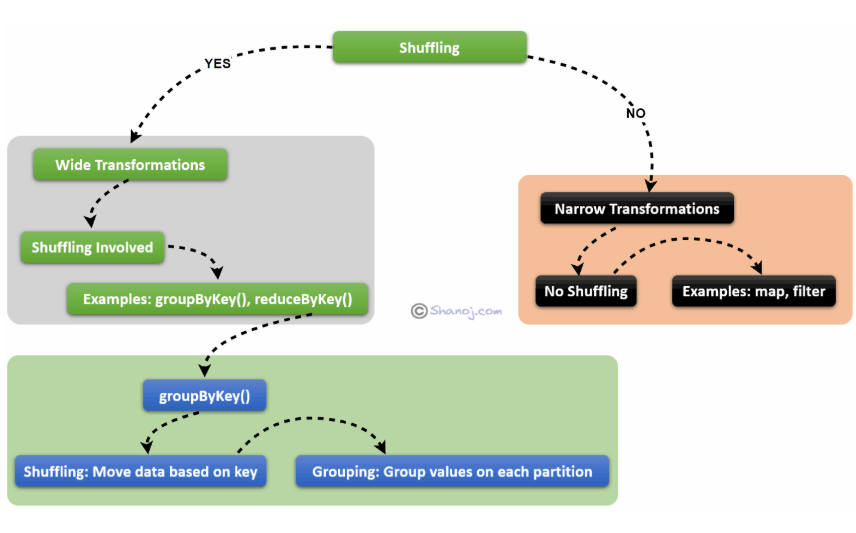 Shuffling
YES
NO
Wide Transformations
Narrow Transformations
Shuffling Involved
No Shuffling
Examples: map, filter
Examples: groupByKey(), reduceByKey()
© Shanoj.com
groupByKey()
Shuffling: Move data based on key
Grouping: Group values on each partition